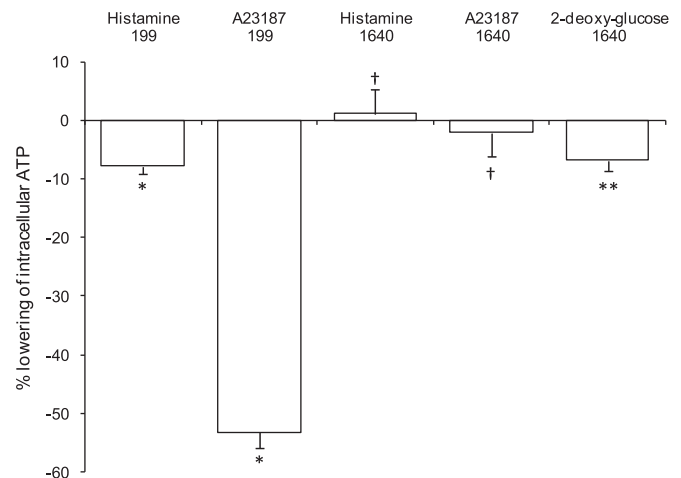 Histamine A23187 Histamine A23187 2-deoxy-glucose
199 199 1640 1640 1640
10
0
-10
-20
-30
-40
-50
-60
% lowering of intracellular ATP
†
* † **
*